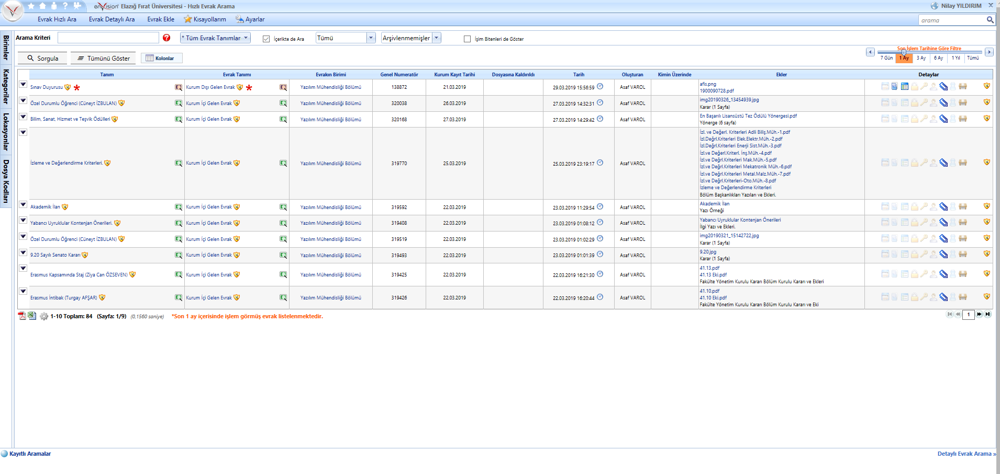 enVision Elazığ Fırat Üniversitesi - Hızlı Evrak Arama
Nilay YILDIRIM X
Evrak Hızlı Ara Evrak Detaylı Ara Evrak Ekle Kısayollarım Ayarlar
arama
Arama Kriteri * Tüm Evrak Tanımlar İçerikte de Ara Tümü Arşivlenmemişler İşim Bitenleri de Göster
Son İşlem Tarihine Göre Filtre
7 Gün 1 Ay 3 Ay 6 Ay 1 Yıl Tümü
Sorgula Tümünü Göster Kolonlar
Birimler
Kategoriler
Lokasyonlar
Dosya Kodları
Tanım Evrak Tanımı Evrakın Birimi Genel Numeratör Kurum Kayıt Tarihi Dosyasına Kaldırıldı Tarih Oluşturan Kimin Üzerinde Ekler Detaylar
Sınav Duyurusu * Kurum Dışı Gelen Evrak * Yazılım Mühendisliği Bölümü 138872 21.03.2019 29.03.2019 15:56:59 Asaf VAROL afis.png
1900090728.pdf
Özel Durumlu Öğrenci (Cüneyt İZBULAN) Kurum İçi Gelen Evrak Yazılım Mühendisliği Bölümü 320038 26.03.2019 27.03.2019 14:32:31 Asaf VAROL img20190326_13454939.jpg
Karar (1 Sayfa)
Bilim, Sanat, Hizmet ve Teşvik Ödülleri Kurum İçi Gelen Evrak Yazılım Mühendisliği Bölümü 320168 27.03.2019 27.03.2019 14:29:42 Asaf VAROL En Başarılı Lisansüstü Tez Ödülü Yönergesi.pdf
Yönerge (6 sayfa)
İzleme ve Değerlendirme Kriterleri. Kurum İçi Gelen Evrak Yazılım Mühendisliği Bölümü 319770 25.03.2019 25.03.2019 23:19:17 Asaf VAROL İzl. ve Değerl. Kriterleri Adli Biliş.Müh.-1.pdf
İzl.Değrl.Kriterleri Elek.Elektr.Müh.-2.pdf
İzl.Değrl.Kriterleri Enerji Sist.Müh.-3.pdf
İzl.ve Değerl.Kriterl. İnş.Müh.-4.pdf
İzl.ve Değrl.Kriterleri Mak.Müh.-5.pdf
İzl.ve Değrl.Kriterleri Mekatronik Müh.-6.pdf
İzl.ve Değrl.Kriterleri Metal.Malz.Müh.-7.pdf
İzl.ve Değrl.Kriterleri-Oto.Müh.-8.pdf
İzleme ve Değerlendirme Kriterleri
Bölüm Başkanlıkları Yazıları ve Ekleri.
Akademik İlan Kurum İçi Gelen Evrak Yazılım Mühendisliği Bölümü 319592 22.03.2019 23.03.2019 11:29:54 Asaf VAROL Akademik İlan
Yazı Örneği
Yabancı Uyruklular Kontenjan Önerileri. Kurum İçi Gelen Evrak Yazılım Mühendisliği Bölümü 319408 22.03.2019 23.03.2019 01:08:12 Asaf VAROL Yabancı Uyruklular Kontenjan Önerileri
İlgi Yazı ve Ekleri.
Özel Durumlu Öğrenci (Cüneyt İZBULAN) Kurum İçi Gelen Evrak Yazılım Mühendisliği Bölümü 319519 22.03.2019 23.03.2019 01:02:29 Asaf VAROL img20190321_15142722.jpg
Karar (1 Sayfa)
9.20 Sayılı Senato Kararı Kurum İçi Gelen Evrak Yazılım Mühendisliği Bölümü 319493 22.03.2019 23.03.2019 01:01:39 Asaf VAROL 9.20.jpg
Karar (1 Sayfa)
Erasmus Kapsamında Staj (Ziya Can ÖZSEVEN) Kurum İçi Gelen Evrak Yazılım Mühendisliği Bölümü 319425 22.03.2019 22.03.2019 16:21:30 Asaf VAROL 41.13.pdf
41.13 Eki.pdf
Fakülte Yönetim Kurulu Kararı Bölüm Kurulu Kararı ve Ekleri
Erasmus İntibak (Turgay AFŞAR) Kurum İçi Gelen Evrak Yazılım Mühendisliği Bölümü 319426 22.03.2019 22.03.2019 16:20:44 Asaf VAROL 41.10.pdf
41.10 Eki.pdf
Fakülte Yönetim Kurulu Kararı Bölüm Kurulu Kararı ve Eki
1-10 Toplam: 84 (Sayfa: 1/9) (0,1560 saniye) *Son 1 ay içerisinde işlem görmüş evrak listelenmektedir.
1
Kayıtlı Aramalar
Detaylı Evrak Arama »